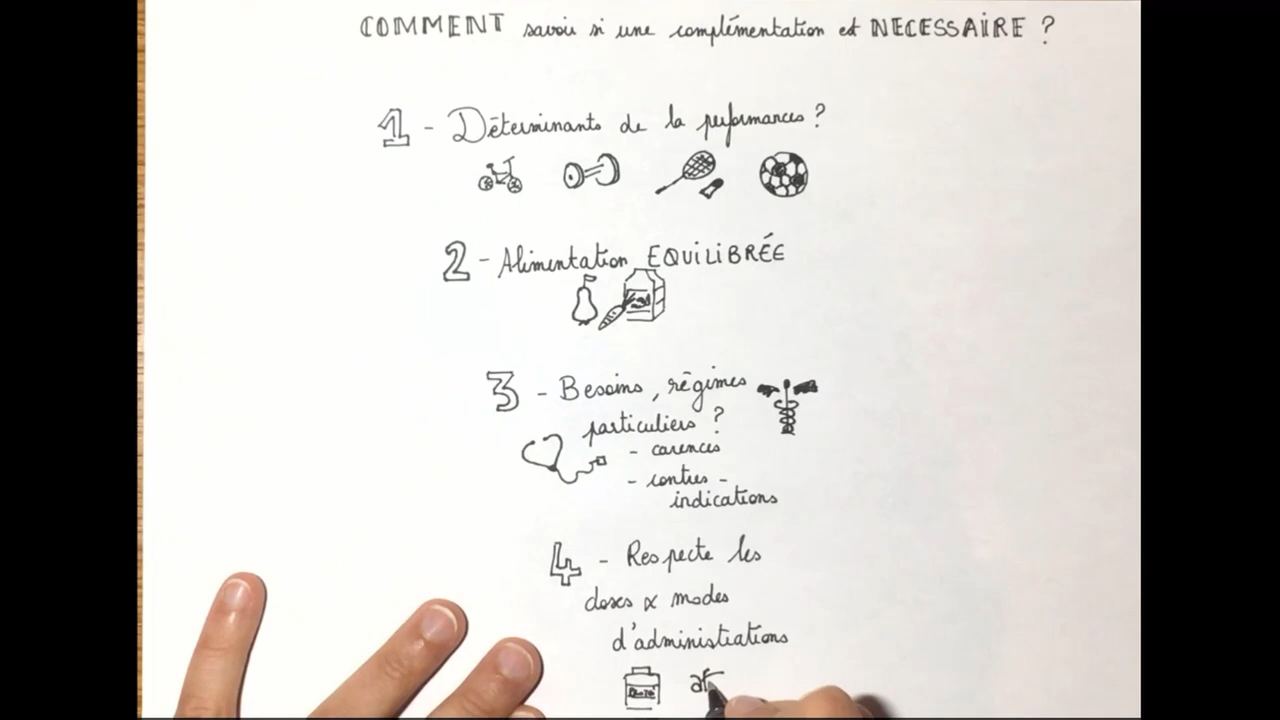 COMMENT savoir si une complémentation est NECESSAIRE ?
1 - Déterminants de la performances ?
2 - Alimentation EQUILIBRÉE
3 - Besoins, régimes
particuliers ?
- carences
- contres -
indications
4 - Respecte les
doses & modes
d'administrations